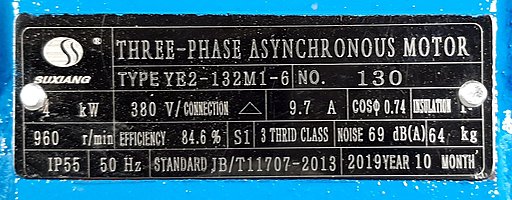 SUXIANG
THREE-PHASE ASYNCHRONOUS MOTOR
TYPE YE2-132M1-6 NO. 130
4 kW 380 V/CONNECTION △ 9.7 A COSΦ 0.74 INSULATION
960 r/min EFFICIENCY 84.6% S1 3 THRID CLASS NOISE 69 dB(A) 64 kg
IP55 50 Hz STANDARD JB/T11707-2013 2019YEAR 10 MONTH